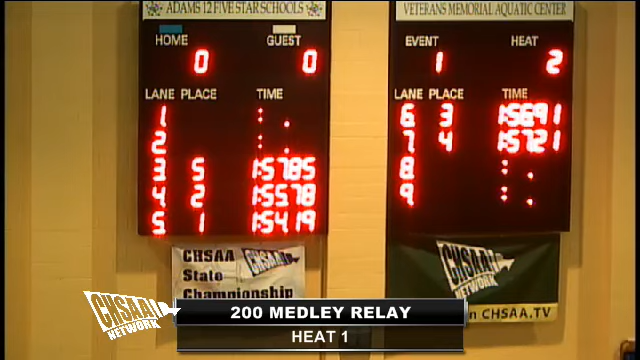 ADAMS 12 FIVE STAR SCHOOLS
HOME GUEST
0 0
LANE PLACE TIME
1 : .
2 : .
3 5 1:57.85
4 2 1:55.78
5 1 1:54.19
VETERANS MEMORIAL AQUATIC CENTER
EVENT HEAT
1 2
LANE PLACE TIME
6 3 1:56.91
7 4 1:57.21
8 : .
9 : .
CHSAA
State
Championship
CHSAA
CHSAA
NETWORK
n CHSAA.TV
CHSAA
NETWORK
200 MEDLEY RELAY
HEAT 1